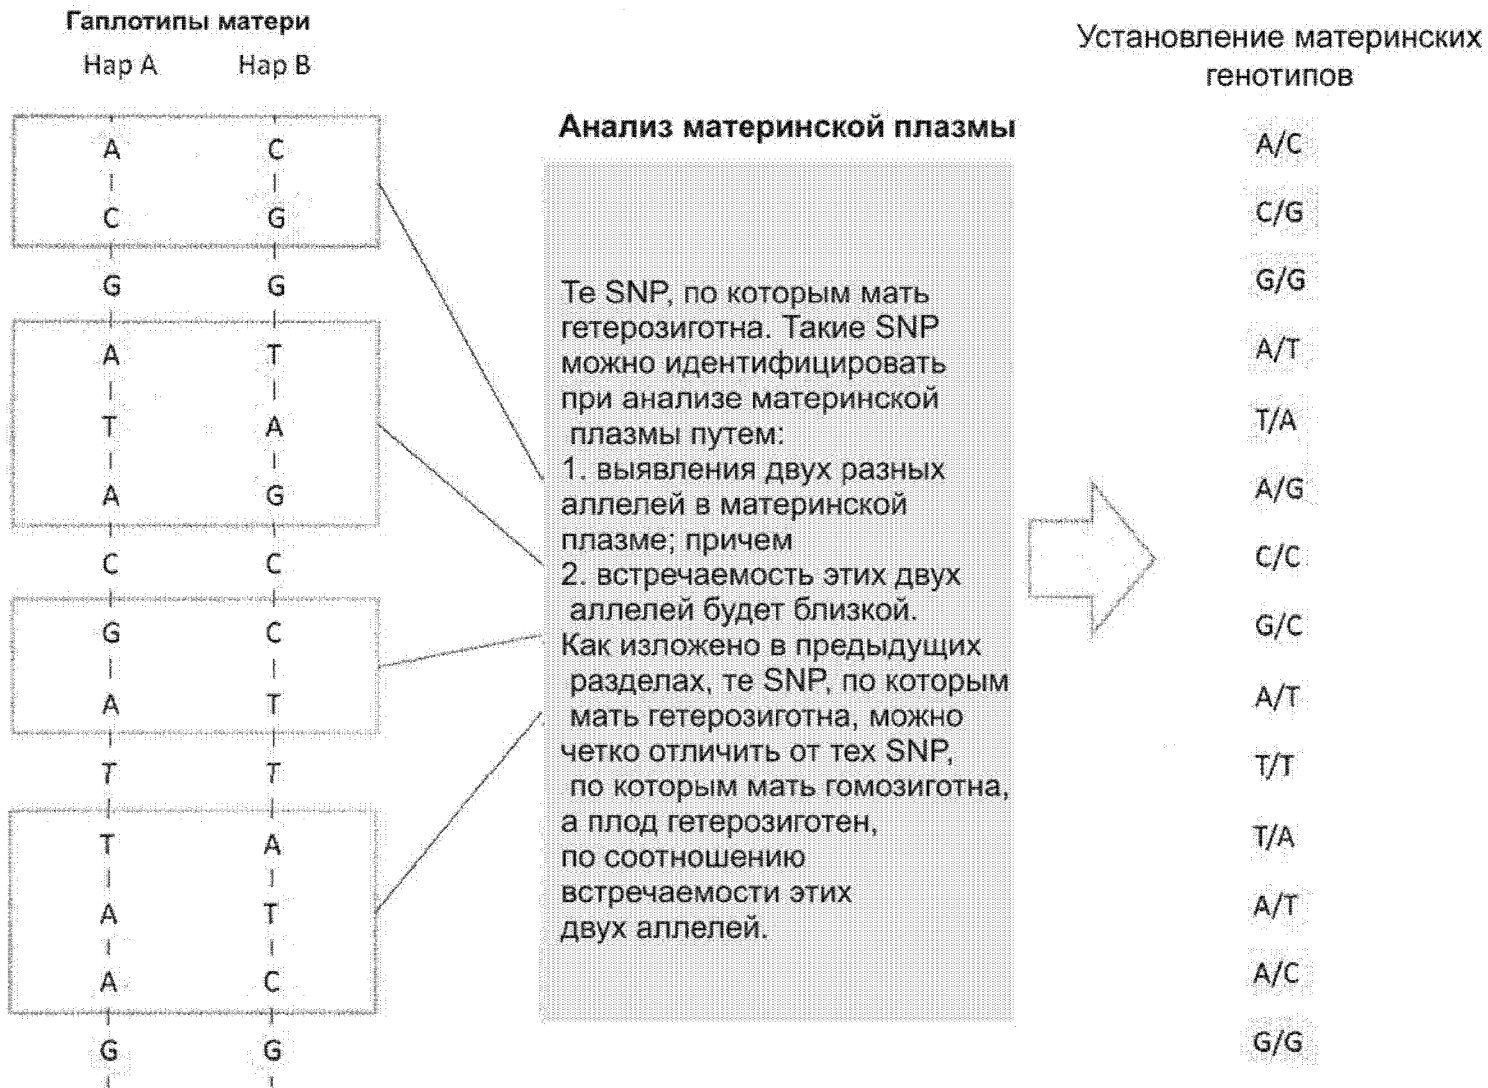 Гаплотипы матери
Hap A Hap B
A C
C G
G G
A T
T A
A G
C C
G C
A T
T T
T A
A T
A C
G G
Анализ материнской плазмы
Те SNP, по которым мать
гетерозиготна. Такие SNP
можно идентифицировать
при анализе материнской
плазмы путем:
1. выявления двух разных
аллелей в материнской
плазме; причем
2. встречаемость этих двух
аллелей будет близкой.
Как изложено в предыдущих
разделах, те SNP, по которым
мать гетерозиготна, можно
четко отличить от тех SNP,
по которым мать гомозиготна,
а плод гетерозиготен,
по соотношению
встречаемости этих
двух аллелей.
Установление материнских
генотипов
A/C
C/G
G/G
A/T
T/A
A/G
C/C
G/C
A/T
T/T
T/A
A/T
A/C
G/G